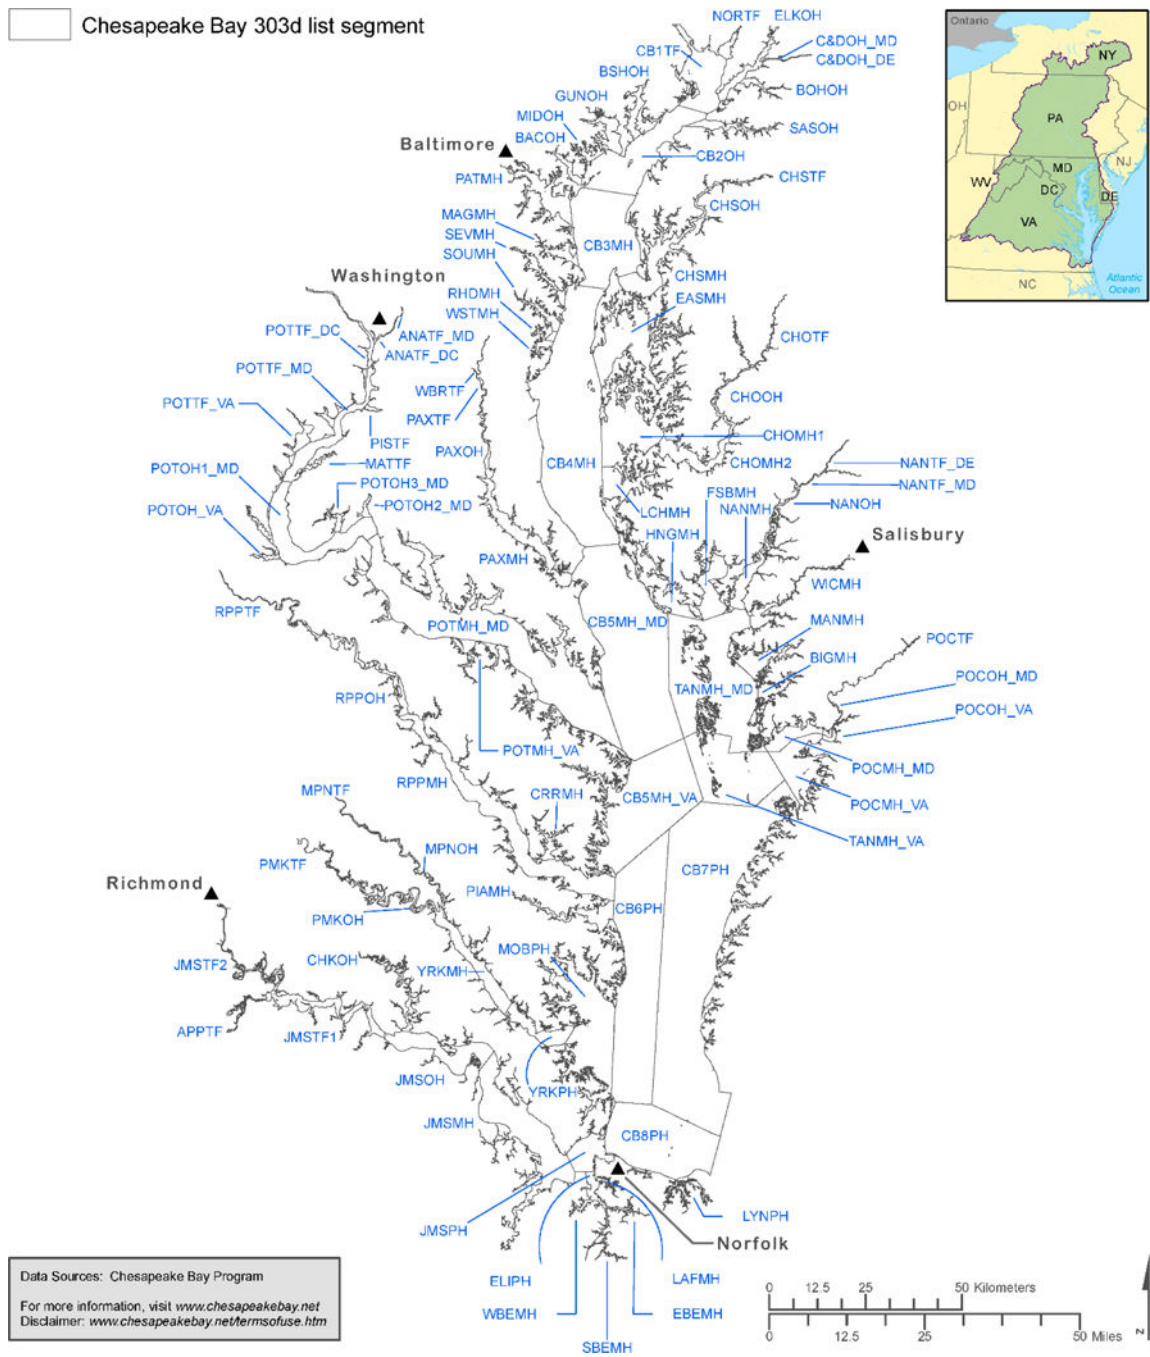 Chesapeake Bay 303d list segment
NORTF
ELKOH
C&DOH_MD
CB1TF
C&DOH_DE
BSHOH
BOHOH
GUNOH
MIDOH
SASOH
BACOH
Baltimore
CB2OH
PATMH
CHSTF
CHSOH
MAGMH
SEVMH
CB3MH
SOUMH
Washington
CHSMH
RHDMH
EASMH
WSTMH
POTTF_DC
ANATF_MD
CHOTF
ANATF_DC
POTTF_MD
WBRTF
CHOOH
POTTF_VA
PAXTF
PISTF
PAXOH
CHOMH1
MATTF
CB4MH
CHOMH2
NANTF_DE
POTOH1_MD
POTOH3_MD
FSBMH
NANTF_MD
POTOH_VA
POTOH2_MD
LCHMH
NANMH
NANOH
HNGMH
Salisbury
PAXMH
WICMH
RPPTF
POTMH_MD
CB5MH_MD
MANMH
POCTF
BIGMH
RPPOH
TANMH_MD
POCOH_MD
POCOH_VA
POTMH_VA
POCMH_MD
RPPMH
MPNTF
CRRMH
CB5MH_VA
POCMH_VA
TANMH_VA
MPNOH
PMKTF
CB7PH
Richmond
PIAMH
CB6PH
PMKOH
MOBPH
CHKOH
JMSTF2
YRKMH
APPTF
JMSTF1
JMSOH
YRKPH
JMSMH
CB8PH
LYNPH
JMSPH
Norfolk
ELIPH
LAFMH
WBEMH
EBEMH
SBEMH
Ontario
NY
OH
PA
NJ
MD
WV
DC
DE
VA
NC
Atlantic
Ocean
Data Sources: Chesapeake Bay Program
For more information, visit www.chesapeakebay.net
Disclaimer: www.chesapeakebay.net/termsofuse.htm
0 12.5 25 50 Kilometers
0 12.5 25 50 Miles
N